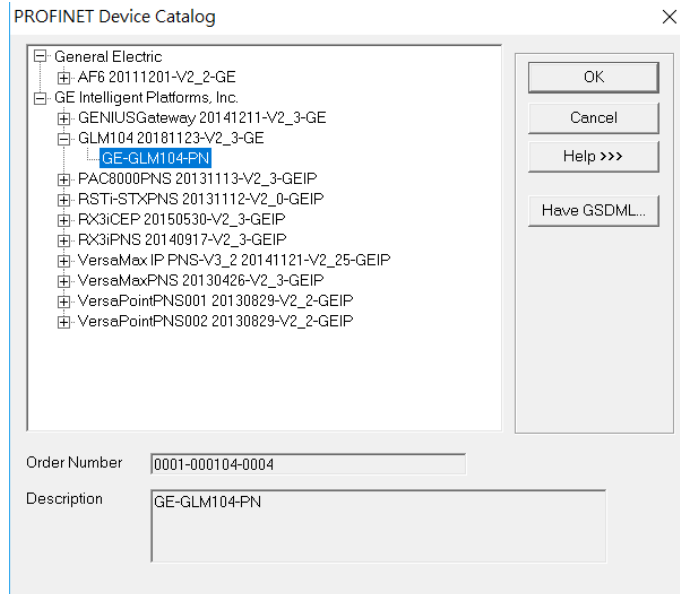 PROFINET Device Catalog
General Electric
AF6 20111201-V2_2-GE
GE Intelligent Platforms, Inc.
GENIUSGateway 20141211-V2_3-GE
GLM104 20181123-V2_3-GE
GE-GLM104-PN
PAC8000PNS 20131113-V2_3-GEIP
RSTi-STXPNS 20131112-V2_0-GEIP
RX3iCEP 20150530-V2_3-GEIP
RX3iPNS 20140917-V2_3-GEIP
VersaMax IP PNS-V3_2 20141121-V2_25-GEIP
VersaMaxPNS 20130426-V2_3-GEIP
VersaPointPNS001 20130829-V2_2-GEIP
VersaPointPNS002 20130829-V2_2-GEIP
OK
Cancel
Help >>>
Have GSDML...
Order Number 0001-000104-0004
Description GE-GLM104-PN